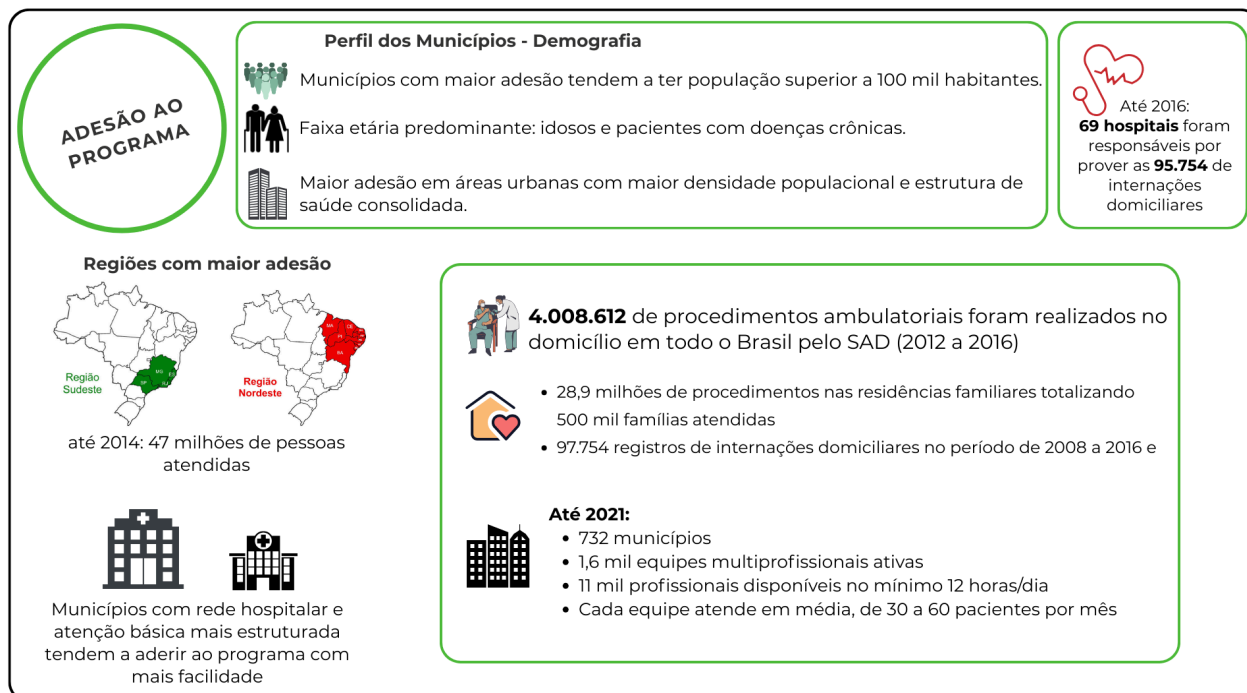 ADESÃO AO
PROGRAMA
Perfil dos Municípios - Demografia
Municípios com maior adesão tendem a ter população superior a 100 mil habitantes.
Faixa etária predominante: idosos e pacientes com doenças crônicas.
Maior adesão em áreas urbanas com maior densidade populacional e estrutura de
saúde consolidada.
Até 2016:
69 hospitais foram
responsáveis por
prover as 95.754 de
internações
domiciliares
Regiões com maior adesão
MG
ES
SP
RJ
Região
Sudeste
MA
CE
PI
BA
Região
Nordeste
até 2014: 47 milhões de pessoas
atendidas
Municípios com rede hospitalar e
atenção básica mais estruturada
tendem a aderir ao programa com
mais facilidade
4.008.612 de procedimentos ambulatoriais foram realizados no
domicílio em todo o Brasil pelo SAD (2012 a 2016)
• 28,9 milhões de procedimentos nas residências familiares totalizando
500 mil famílias atendidas
• 97.754 registros de internações domiciliares no período de 2008 a 2016 e
Até 2021:
• 732 municípios
• 1,6 mil equipes multiprofissionais ativas
• 11 mil profissionais disponíveis no mínimo 12 horas/dia
• Cada equipe atende em média, de 30 a 60 pacientes por mês